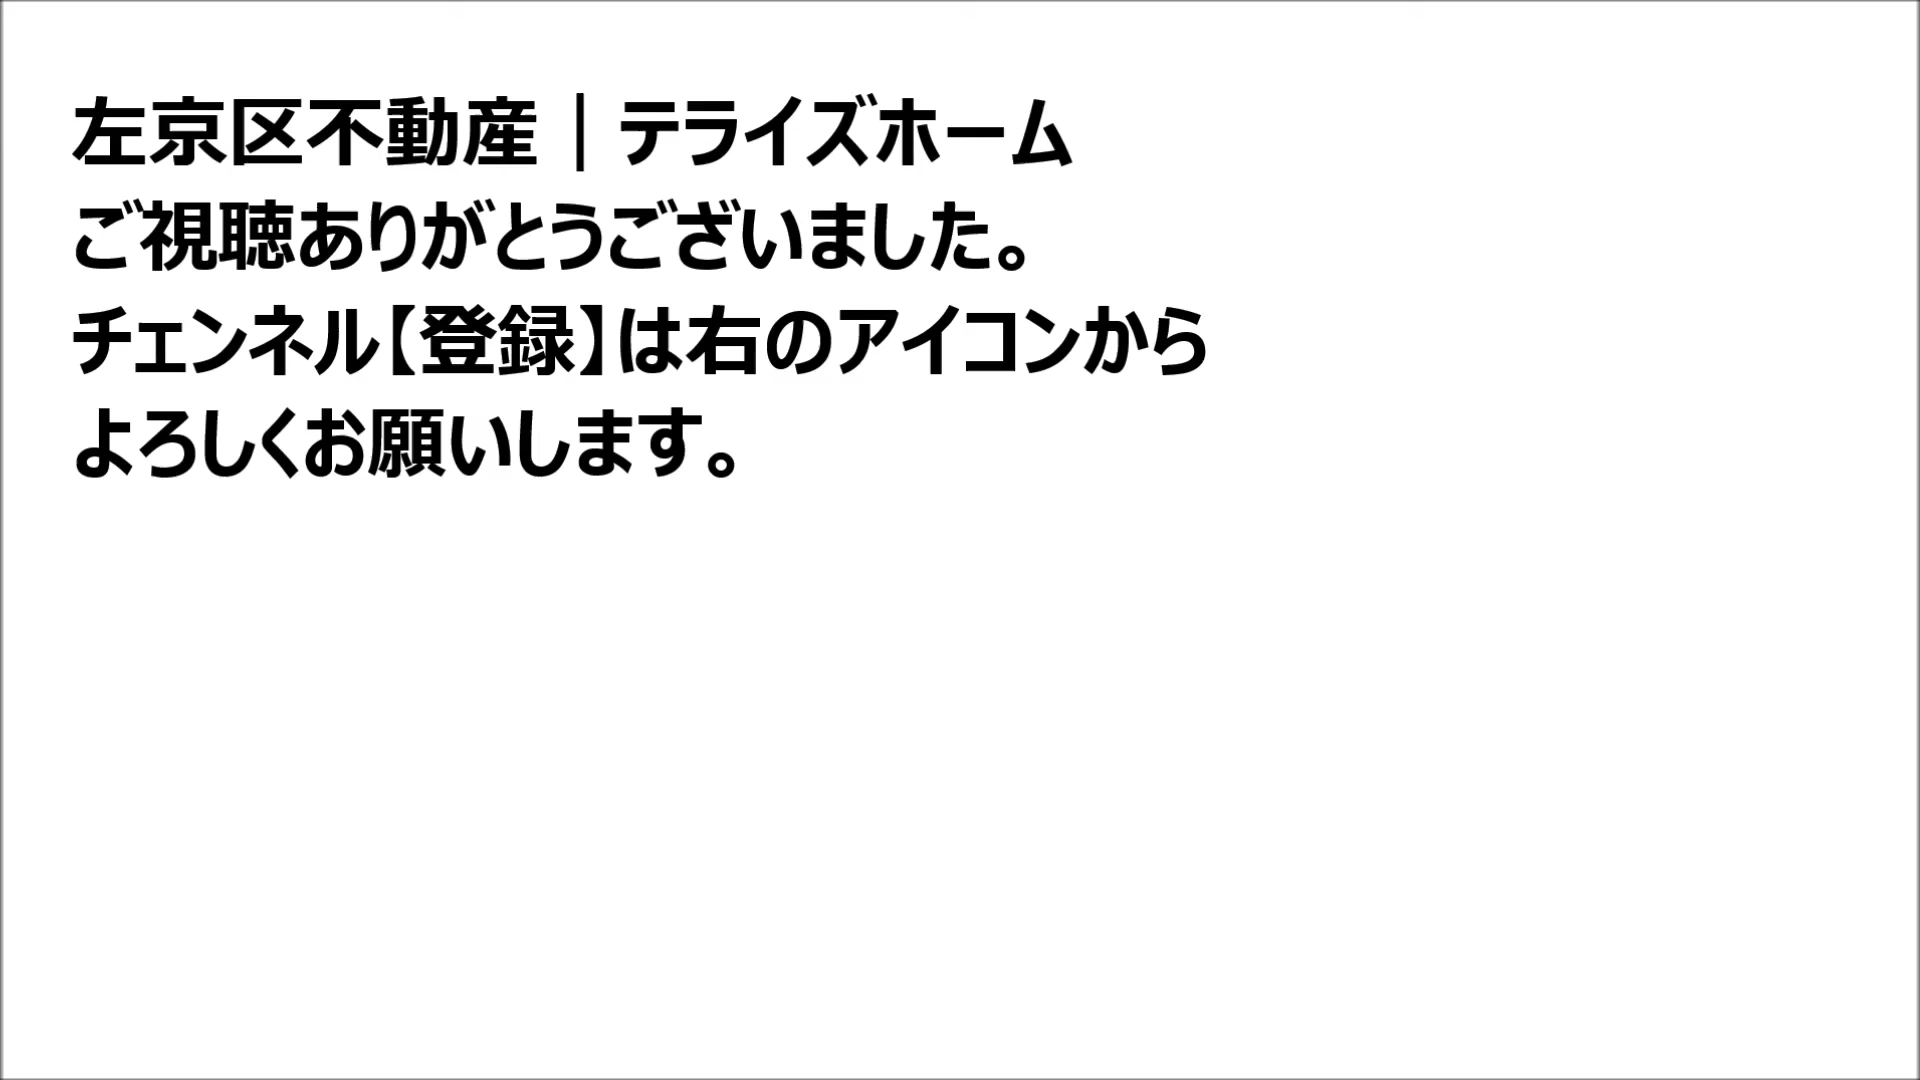 左京区不動産｜テライズホーム
ご視聴ありがとうございました。
チェンネル【登録】は右のアイコンから
よろしくお願いします。